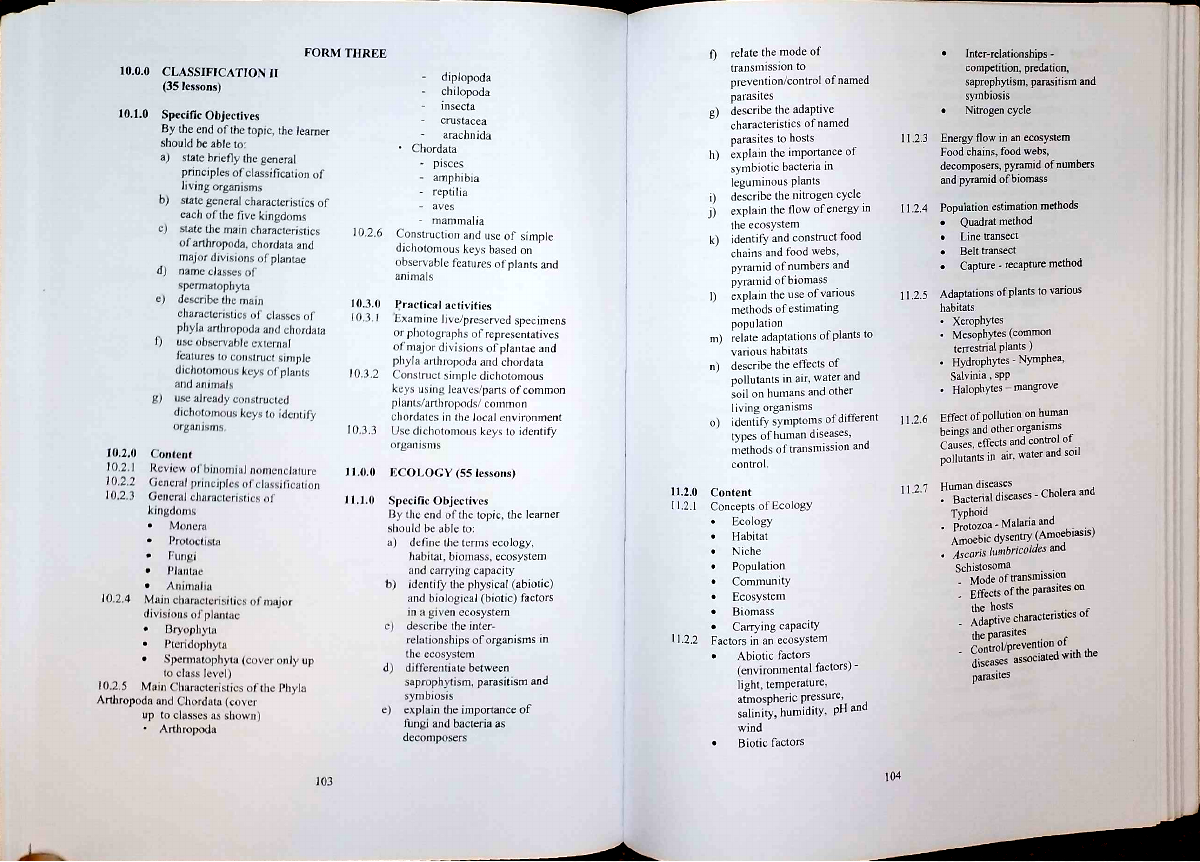 FORM THREE
10.0.0 CLASSIFICATION II
(35 lessons)
10.1.0 Specific Objectives
By the end of the topic, the learner
should be able to:
a) state briefly the general
principles of classification of
living organisms
b) state general characteristics of
each of the five kingdoms
c) state the main characteristics
of arthropoda, chordata and
major divisions of plantae
d) name classes of
spermatophyta
e) describe the main
characteristics of classes of
phyla arthropoda and chordata
f) use observable external
features to construct simple
dichotomous keys of plants
and animals
g) use already constructed
dichotomous keys to identify
organisms.
10.2.0 Content
10.2.1 Review of binomial nomenclature
10.2.2 General principles of classification
10.2.3 General characteristics of
kingdoms
• Monera
• Protoctista
• Fungi
• Plantae
• Animalia
10.2.4 Main characterisitics of major
divisions of plantae
• Bryophyta
• Pteridophyta
• Spermatophyta (cover only up
to class level)
10.2.5 Main Characteristics of the Phyla
Arthropoda and Chordata (cover
up to classes as shown)
• Arthropoda
- diplopoda
- chilopoda
- insecta
- crustacea
- arachnida
• Chordata
- pisces
- amphibia
- reptilia
- aves
- mammalia
10.2.6 Construction and use of simple
dichotomous keys based on
observable features of plants and
animals
10.3.0 Practical activities
10.3.1 Examine live/preserved specimens
or photographs of representatives
of major divisions of plantae and
phyla arthropoda and chordata
10.3.2 Construct simple dichotomous
keys using leaves/parts of common
plants/arthropods/ common
chordates in the local environment
10.3.3 Use dichotomous keys to identify
organisms
11.0.0 ECOLOGY (55 lessons)
11.1.0 Specific Objectives
By the end of the topic, the learner
should be able to:
a) define the terms ecology,
habitat, biomass, ecosystem
and carrying capacity
b) identify the physical (abiotic)
and biological (biotic) factors
in a given ecosystem
c) describe the inter-
relationships of organisms in
the ecosystem
d) differentiate between
saprophytism, parasitism and
symbiosis
e) explain the importance of
fungi and bacteria as
decomposers
103
f) relate the mode of
transmission to
prevention/control of named
parasites
g) describe the adaptive
characteristics of named
parasites to hosts
h) explain the importance of
symbiotic bacteria in
leguminous plants
i) describe the nitrogen cycle
j) explain the flow of energy in
the ecosystem
k) identify and construct food
chains and food webs,
pyramid of numbers and
pyramid of biomass
l) explain the use of various
methods of estimating
population
m) relate adaptations of plants to
various habitats
n) describe the effects of
pollutants in air, water and
soil on humans and other
living organisms
o) identify symptoms of different
types of human diseases,
methods of transmission and
control.
11.2.0 Content
11.2.1 Concepts of Ecology
• Ecology
• Habitat
• Niche
• Population
• Community
• Ecosystem
• Biomass
• Carrying capacity
11.2.2 Factors in an ecosystem
• Abiotic factors
(environmental factors) -
light, temperature,
atmospheric pressure,
salinity, humidity, pH and
wind
• Biotic factors
• Inter-relationships -
competition, predation,
saprophytism, parasitism and
symbiosis
• Nitrogen cycle
11.2.3 Energy flow in an ecosystem
Food chains, food webs,
decomposers, pyramid of numbers
and pyramid of biomass
11.2.4 Population estimation methods
• Quadrat method
• Line transect
• Belt transect
• Capture - recapture method
11.2.5 Adaptations of plants to various
habitats
• Xerophytes
• Mesophytes (common
terrestrial plants )
• Hydrophytes - Nymphea,
Salvinia , spp
• Halophytes – mangrove
11.2.6 Effect of pollution on human
beings and other organisms
Causes, effects and control of
pollutants in air, water and soil
11.2.7 Human diseases
• Bacterial diseases - Cholera and
Typhoid
• Protozoa - Malaria and
Amoebic dysentry (Amoebiasis)
• Ascaris lumbricoides and
Schistosoma
- Mode of transmission
- Effects of the parasites on
the hosts
- Adaptive characteristics of
the parasites
- Control/prevention of
diseases associated with the
parasites
104